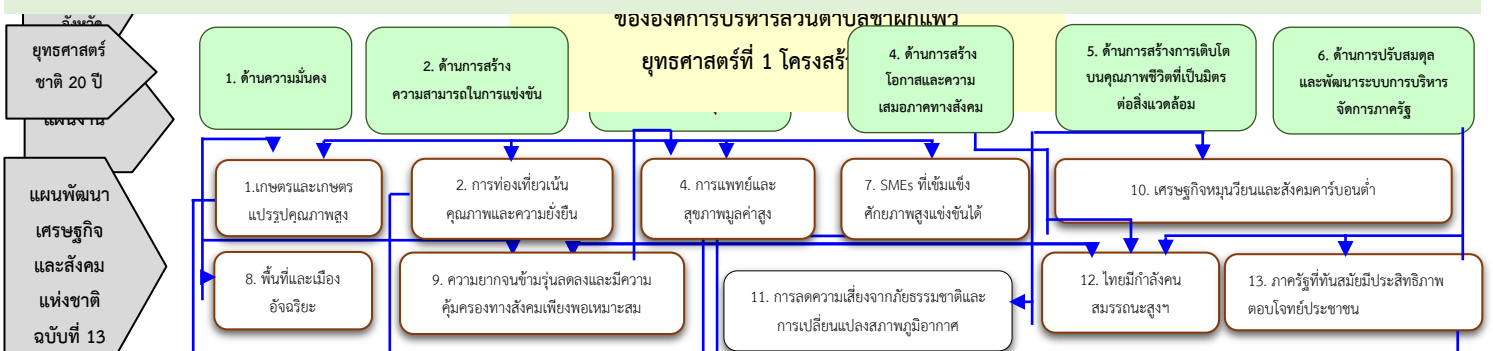 ขององค์การบริหารส่วนตำบลชำผักแพว
ยุทธศาสตร์ที่ 1 โครงสร้
จังหวัด
ยุทธศาสตร์
ชาติ 20 ปี
แผนงาน
1. ด้านความมั่นคง
2. ด้านการสร้าง
ความสามารถในการแข่งขัน
4. ด้านการสร้าง
โอกาสและความ
เสมอภาคทางสังคม
5. ด้านการสร้างการเติบโต
บนคุณภาพชีวิตที่เป็นมิตร
ต่อสิ่งแวดล้อม
6. ด้านการปรับสมดุล
และพัฒนาระบบการบริหาร
จัดการภาครัฐ
แผนพัฒนา
เศรษฐกิจ
และสังคม
แห่งชาติ
ฉบับที่ 13
1.เกษตรและเกษตร
แปรรูปคุณภาพสูง
2. การท่องเที่ยวเน้น
คุณภาพและความยั่งยืน
4. การแพทย์และ
สุขภาพมูลค่าสูง
7. SMEs ที่เข้มแข็ง
ศักยภาพสูงแข่งขันได้
10. เศรษฐกิจหมุนวียนและสังคมคาร์บอนต่ำ
8. พื้นที่และเมือง
อัจฉริยะ
9. ความยากจนข้ามรุ่นลดลงและมีความ
คุ้มครองทางสังคมเพียงพอเหมาะสม
11. การลดความเสี่ยงจากภัยธรรมชาติและ
การเปลี่ยนแปลงสภาพภูมิอากาศ
12. ไทยมีกำลังคน
สมรรถนะสูงฯ
13. ภาครัฐที่ทันสมัยมีประสิทธิภาพ
ตอบโจทย์ประชาชน